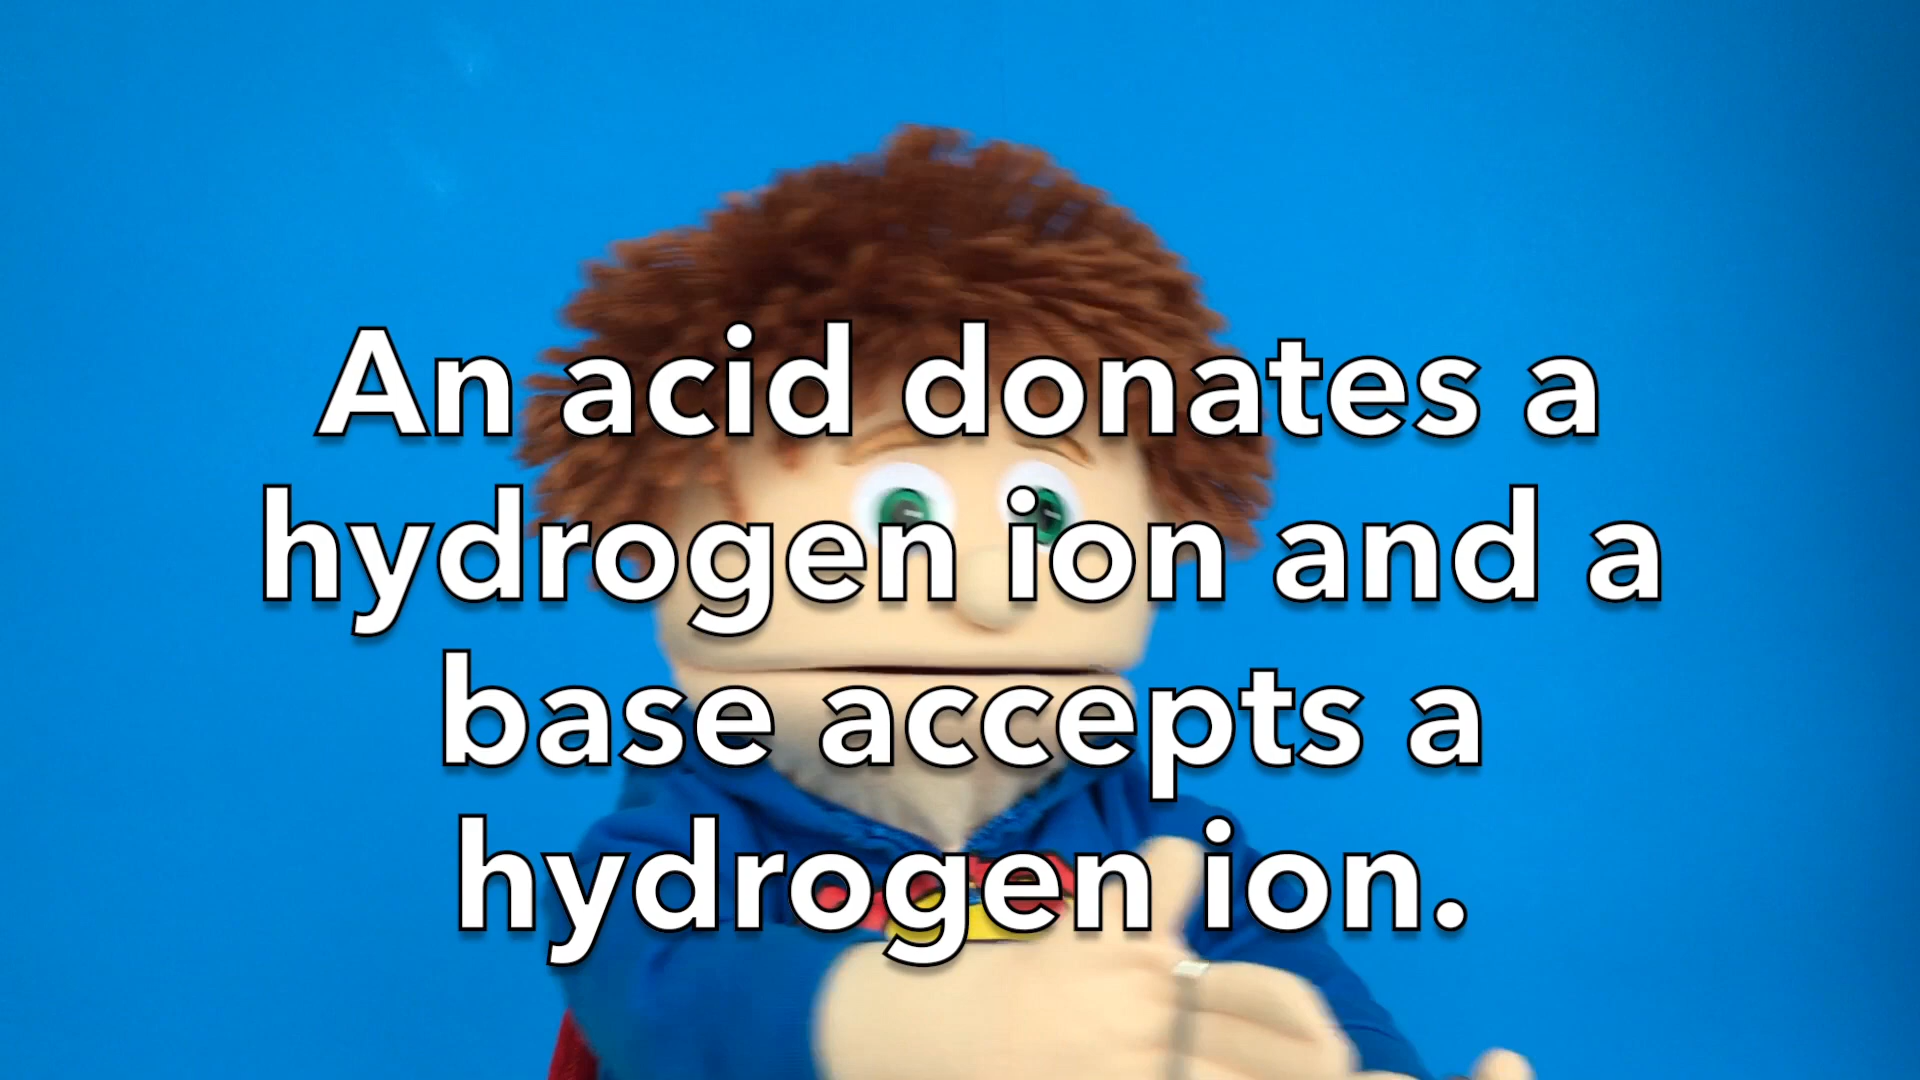 An acid donates a
hydrogen ion and a
base accepts a
hydrogen ion.